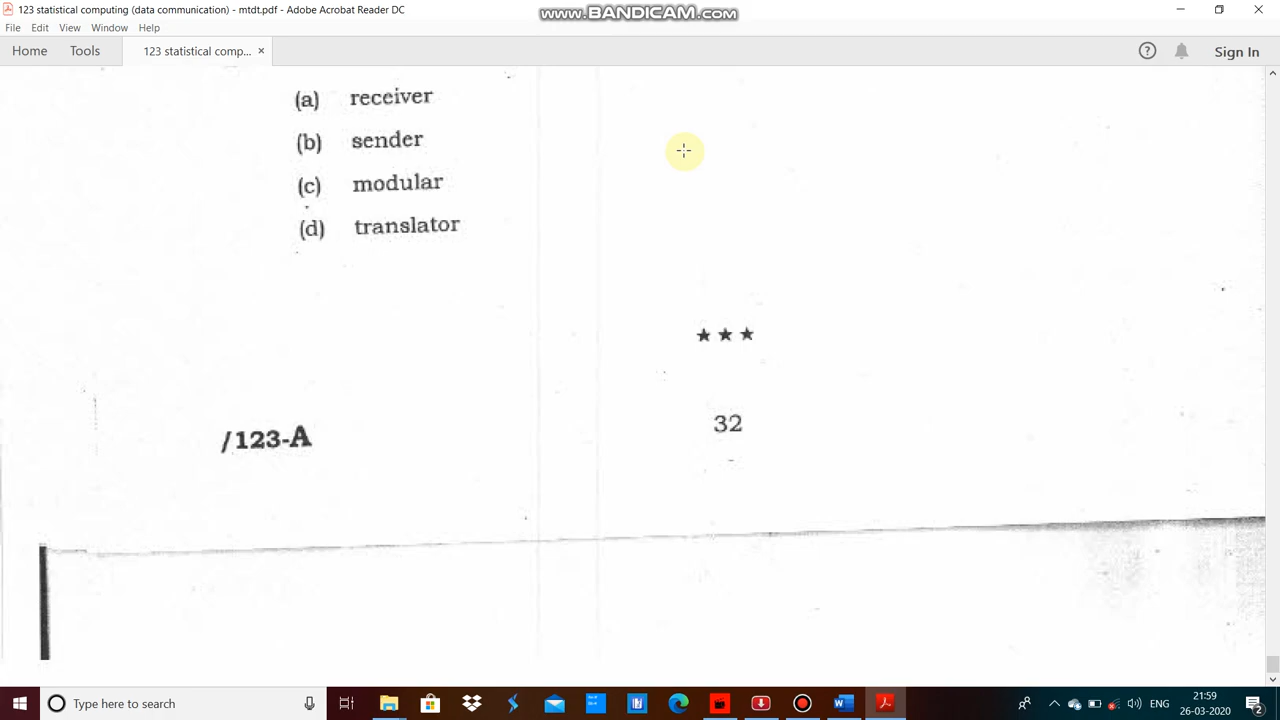 123 statistical computing (data communication) - mtdt.pdf - Adobe Acrobat Reader DC
www.BANDICAM.com
File Edit View Window Help
Home Tools 123 statistical comp... × Sign In
(a) receiver
(b) sender
(c) modular
(d) translator
★ ★ ★
32
/123-A
Type here to search
ENG
21:59
26-03-2020
2